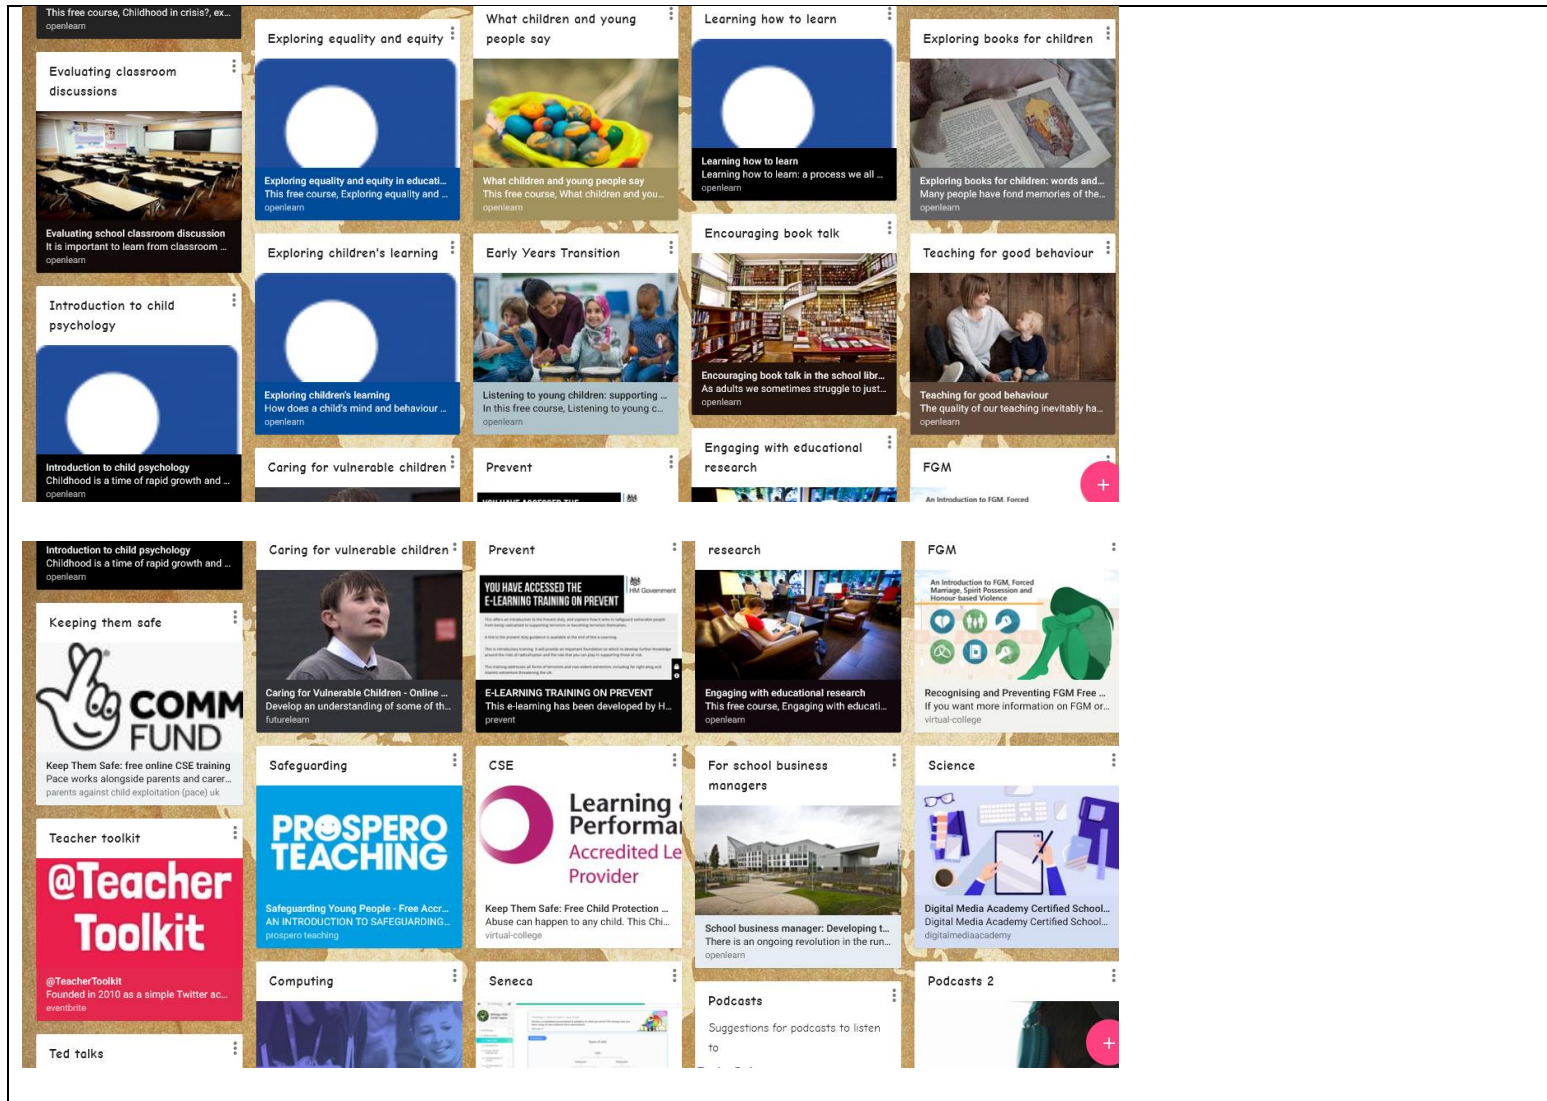 This free course, Childhood in crisis?, ex...
openlearn
Evaluating classroom
discussions
Evaluating school classroom discussion
It is important to learn from classroom ...
openlearn
Introduction to child
psychology
Introduction to child psychology
Childhood is a time of rapid growth and ...
openlearn
Exploring equality and equity
Exploring equality and equity in educati...
This free course, Exploring equality and ...
openlearn
Exploring children's learning
Exploring children's learning
How does a child's mind and behaviour ...
openlearn
Caring for vulnerable children
What children and young
people say
What children and young people say
This free course, What children and you...
openlearn
Early Years Transition
Listening to young children: supporting ...
In this free course, Listening to young c...
openlearn
Prevent
YOU HAVE ACCESSED THE
Learning how to learn
Learning how to learn
Learning how to learn: a process we all ...
openlearn
Encouraging book talk
Encouraging book talk in the school libr...
As adults we sometimes struggle to just...
openlearn
Engaging with educational
research
Exploring books for children
Exploring books for children: words and...
Many people have fond memories of the...
openlearn
Teaching for good behaviour
Teaching for good behaviour
The quality of our teaching inevitably ha...
openlearn
FGM
An Introduction to FGM, Forced
+
Introduction to child psychology
Childhood is a time of rapid growth and ...
openlearn
Keeping them safe
COMM
FUND
Keep Them Safe: free online CSE training
Pace works alongside parents and carer...
parents against child exploitation (pace) uk
Teacher toolkit
@Teacher
Toolkit
@TeacherToolkit
Founded in 2010 as a simple Twitter ac...
eventbrite
Ted talks
Caring for vulnerable children
Caring for Vulnerable Children - Online ...
Develop an understanding of some of th...
futurelearn
Safeguarding
PROSPERO
TEACHING
Safeguarding Young People - Free Accr...
AN INTRODUCTION TO SAFEGUARDING...
prospero teaching
Computing
Prevent
YOU HAVE ACCESSED THE
E-LEARNING TRAINING ON PREVENT
HM Government
E-LEARNING TRAINING ON PREVENT
This e-learning has been developed by H...
prevent
CSE
Learning
Performa
Accredited Le
Provider
Keep Them Safe: Free Child Protection ...
Abuse can happen to any child. This Chi...
virtual-college
Seneca
research
Engaging with educational research
This free course, Engaging with educati...
openlearn
For school business
managers
School business manager: Developing t...
There is an ongoing revolution in the run...
openlearn
Podcasts
Suggestions for podcasts to listen
to
FGM
An Introduction to FGM, Forced
Marriage, Spirit Possession and
Honour-based Violence
Recognising and Preventing FGM Free ...
If you want more information on FGM or...
virtual-college
Science
Digital Media Academy Certified School...
Digital Media Academy Certified School...
digitalmediaacademy
Podcasts 2
+